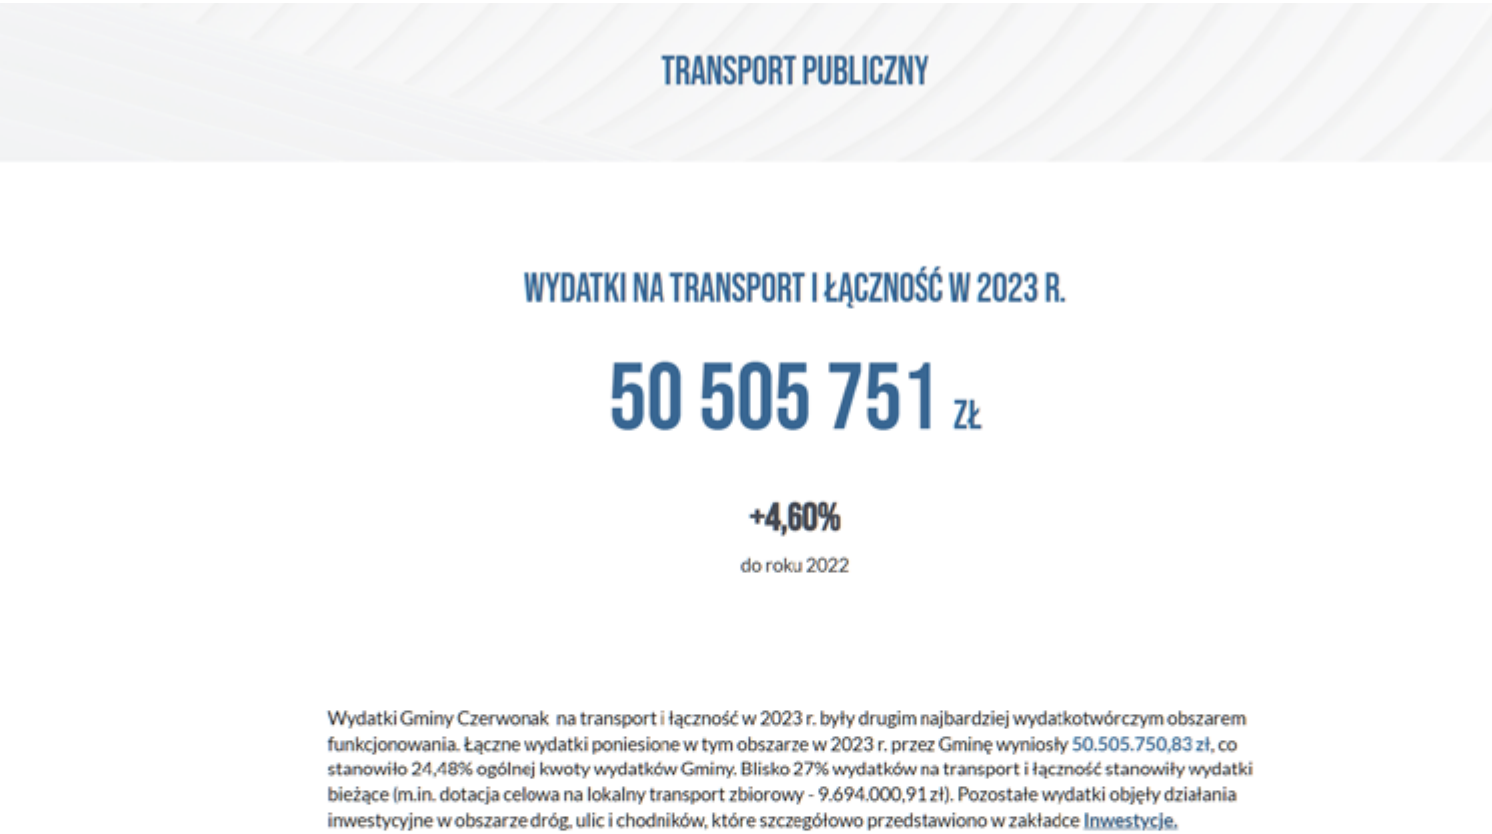 TRANSPORT PUBLICZNY
WYDATKI NA TRANSPORT I ŁĄCZNOŚĆ W 2023 R.
50 505 751 ZŁ
+4,60%
do roku 2022
Wydatki Gminy Czerwonak na transport i łączność w 2023 r. były drugim najbardziej wydatkotwórczym obszarem
funkcjonowania. Łączne wydatki poniesione w tym obszarze w 2023 r. przez Gminę wyniosły 50.505.750,83 zł, co
stanowiło 24,48% ogólnej kwoty wydatków Gminy. Blisko 27% wydatków na transport i łączność stanowiły wydatki
bieżące (m.in. dotacja celowa na lokalny transport zbiorowy - 9.694.000,91 zł). Pozostałe wydatki objęły działania
inwestycyjne w obszarze dróg, ulic i chodników, które szczegółowo przedstawiono w zakładce Inwestycje.